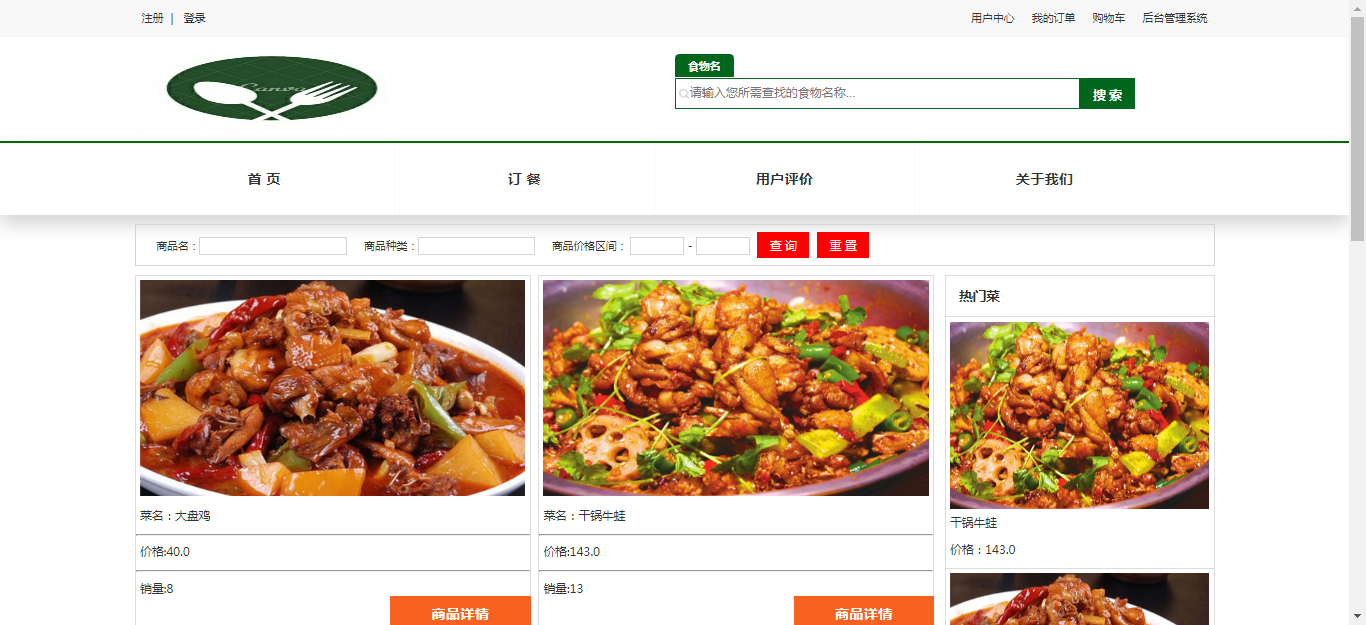 注册 | 登录 用户中心 我的订单 购物车 后台管理系统
Canva
食物名
请输入您所需查找的食物名称... 搜 索
首 页 订 餐 用户评价 关于我们
商品名： 商品种类： 商品价格区间： - 查 询 重 置
热门菜
菜名：大盘鸡 菜名：干锅牛蛙
价格:40.0 价格:143.0
销量:8 销量:13
商品详情 商品详情
干锅牛蛙
价格：143.0